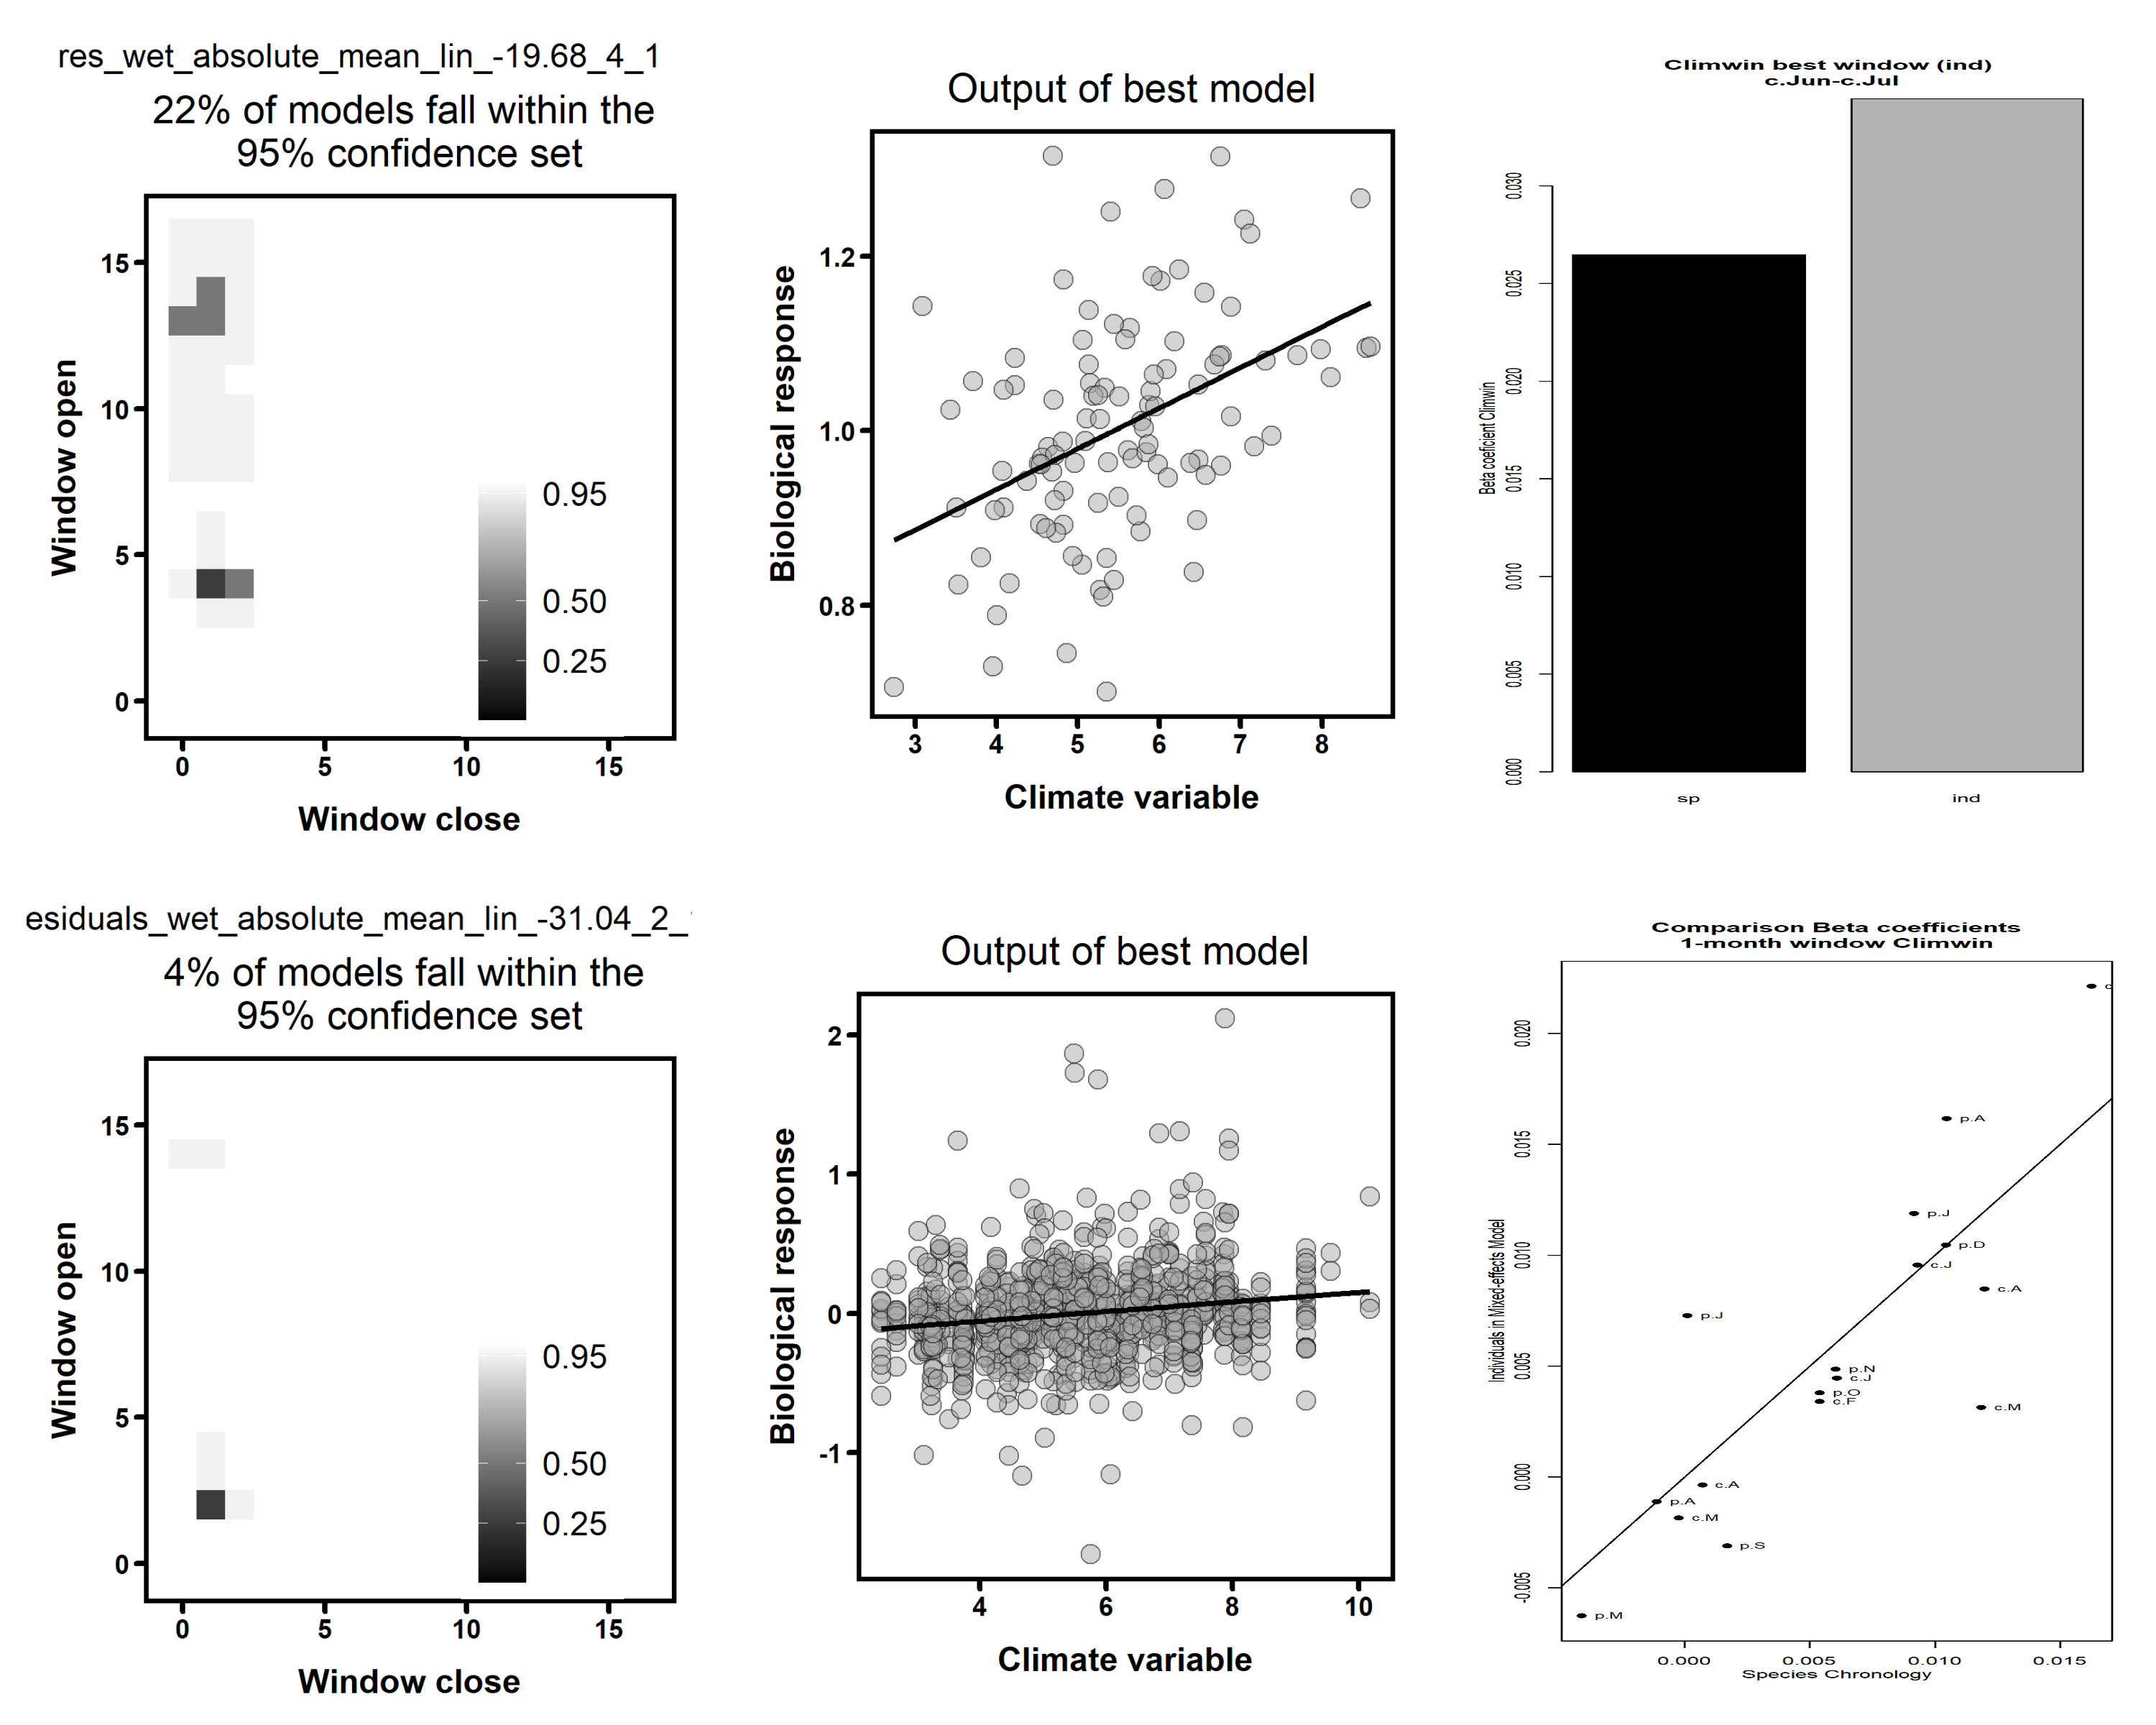 res_wet_absolute_mean_lin_-19.68_4_1
22% of models fall within the
95% confidence set
15
10
5
0
Window open
0.95
0.50
0.25
0 5 10 15
Window close
Output of best model
1.2
1.0
0.8
Biological response
3 4 5 6 7 8
Climate variable
Climwin best window (ind)
c.Jun-c.Jul
0.030
0.025
0.020
0.015
0.010
0.005
0.000
Beta coeficient Climwin
sp ind
esiduals_wet_absolute_mean_lin_-31.04_2_
4% of models fall within the
95% confidence set
15
10
5
0
Window open
0.95
0.50
0.25
0 5 10 15
Window close
Output of best model
2
1
0
-1
Biological response
4 6 8 10
Climate variable
Comparison Beta coefficients
1-month window Climwin
0.020
0.015
0.010
0.005
0.000
-0.005
Individuals in Mixed-effects Model
c
p.A
p.J
p.D
c.J
c.A
p.J
p.N
c.J
p.O
c.F
c.M
c.A
p.A
c.M
p.S
p.M
0.000 0.005 0.010 0.015
Species Chronology